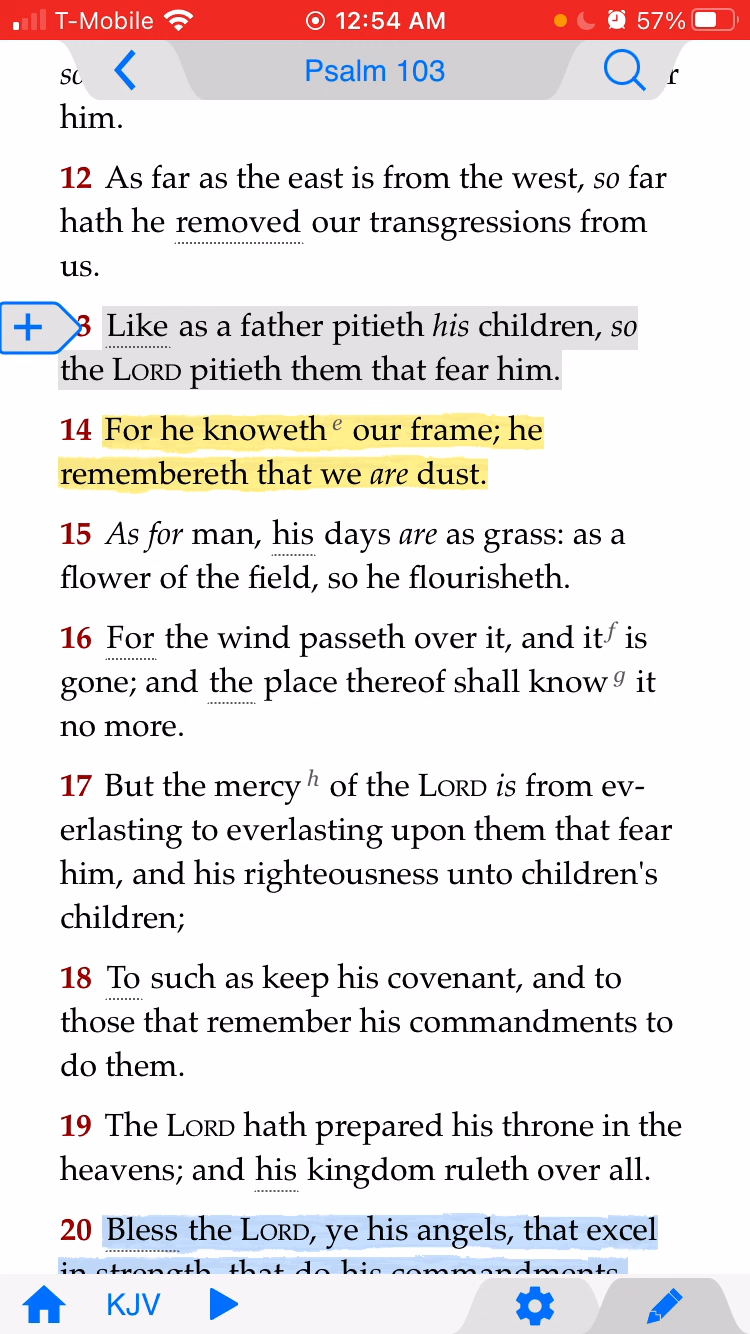 T-Mobile 12:54 AM 57%
Psalm 103
him.
12 As far as the east is from the west, so far
hath he removed our transgressions from
us.
3 Like as a father pitieth his children, so
the LORD pitieth them that fear him.
14 For he knoweth e our frame; he
remembereth that we are dust.
15 As for man, his days are as grass: as a
flower of the field, so he flourisheth.
16 For the wind passeth over it, and it f is
gone; and the place thereof shall know g it
no more.
17 But the mercy h of the LORD is from ev-
erlasting to everlasting upon them that fear
him, and his righteousness unto children's
children;
18 To such as keep his covenant, and to
those that remember his commandments to
do them.
19 The LORD hath prepared his throne in the
heavens; and his kingdom ruleth over all.
20 Bless the LORD, ye his angels, that excel
in strength, that do his commandments,
KJV